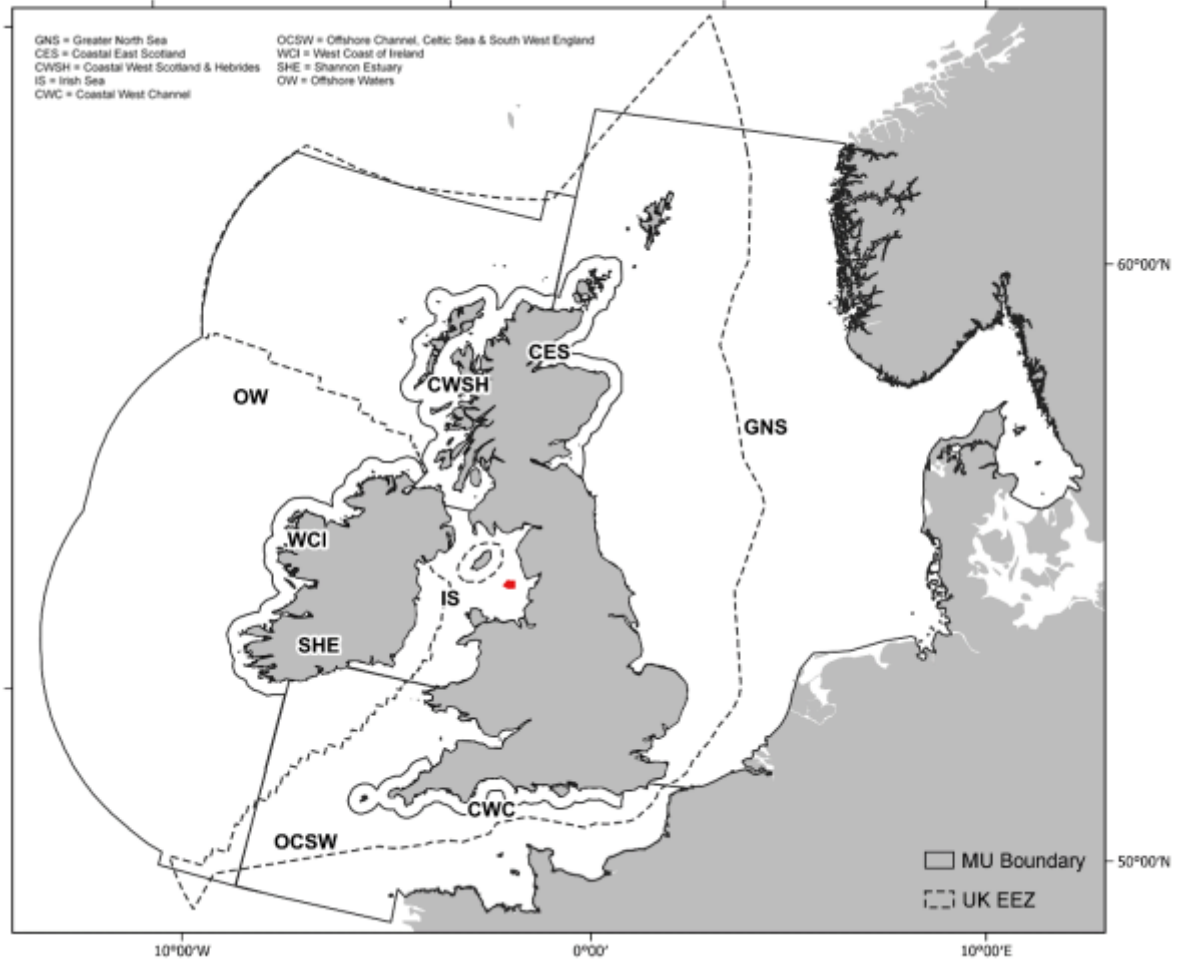 GNS = Greater North Sea
CES = Coastal East Scotland
CWSH = Coastal West Scotland & Hebrides
IS = Irish Sea
CWC = Coastal West Channel
OCSW = Offshore Channel, Celtic Sea & South West England
WCI = West Coast of Ireland
SHE = Shannon Estuary
OW = Offshore Waters
60°00'N
CES
CWSH
OW
GNS
WCI
IS
SHE
CWC
OCSW
MU Boundary
50°00'N
UK EEZ
10°00'W
0°00'
10°00'E